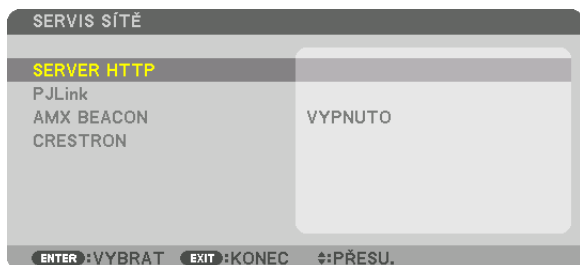 SERVIS SÍTĚ
SERVER HTTP
PJLink
AMX BEACON VYPNUTO
CRESTRON
ENTER:VYBRAT EXIT:KONEC :PŘESU.